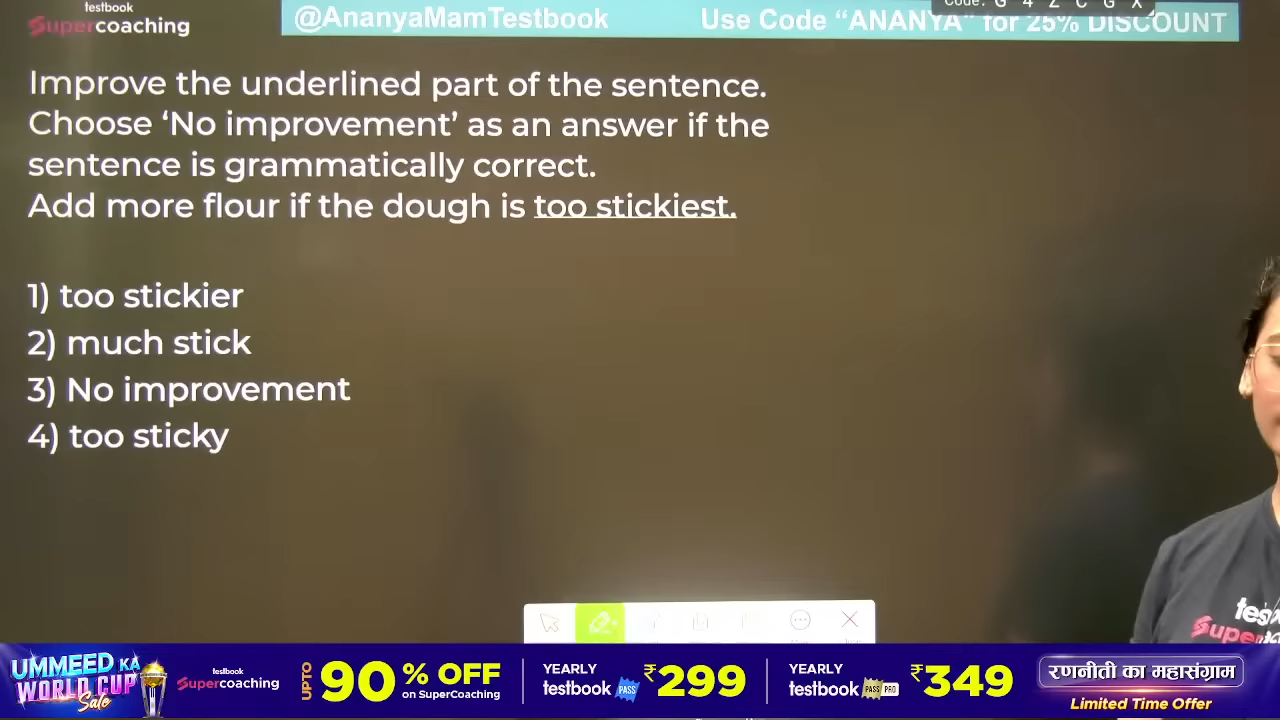 testbook
Supercoaching
@AnanyaMamTestbook
Use Code “ANANYA” for 25% DISCOUNT
Code: G 4 Z C G X
Improve the underlined part of the sentence.
Choose ‘No improvement’ as an answer if the
sentence is grammatically correct.
Add more flour if the dough is too stickiest.
1) too stickier
2) much stick
3) No improvement
4) too sticky
UMMEED KA
WORLD CUP
Sale
testbook
Supercoaching
UPTO
90% OFF
on SuperCoaching
YEARLY
testbook PASS
₹299
YEARLY
testbook PASS PRO
₹349
रणनीती का महासंग्राम
Limited Time Offer